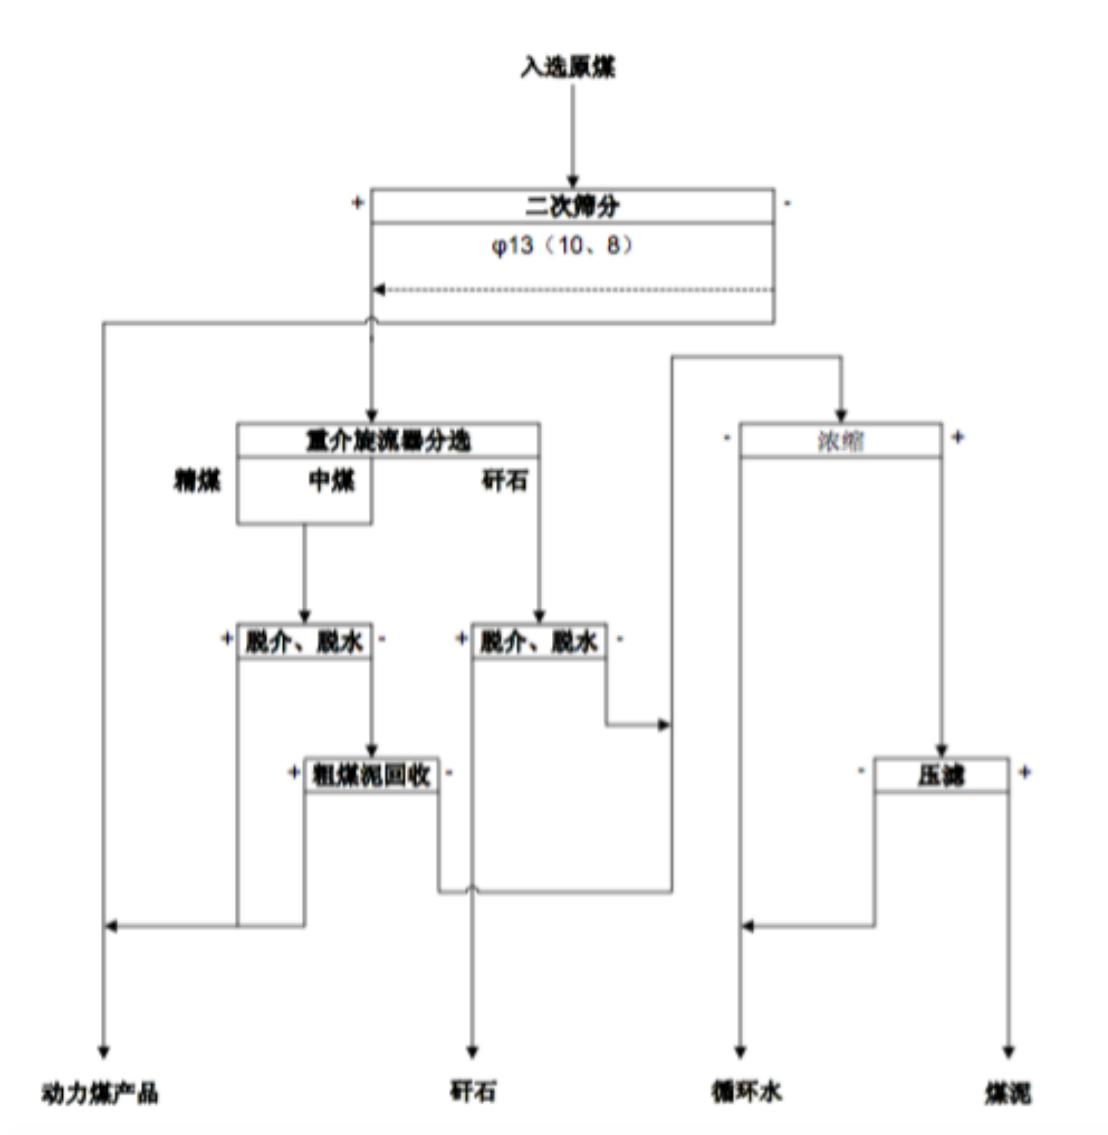 入选原煤
+ 二次筛分 -
φ13（10、8）
重介旋流器分选
- 浓缩 +
精煤 中煤 矸石
+ 脱介、脱水 -
+ 脱介、脱水 -
+ 粗煤泥回收 -
- 压滤 +
动力煤产品 矸石 循环水 煤泥